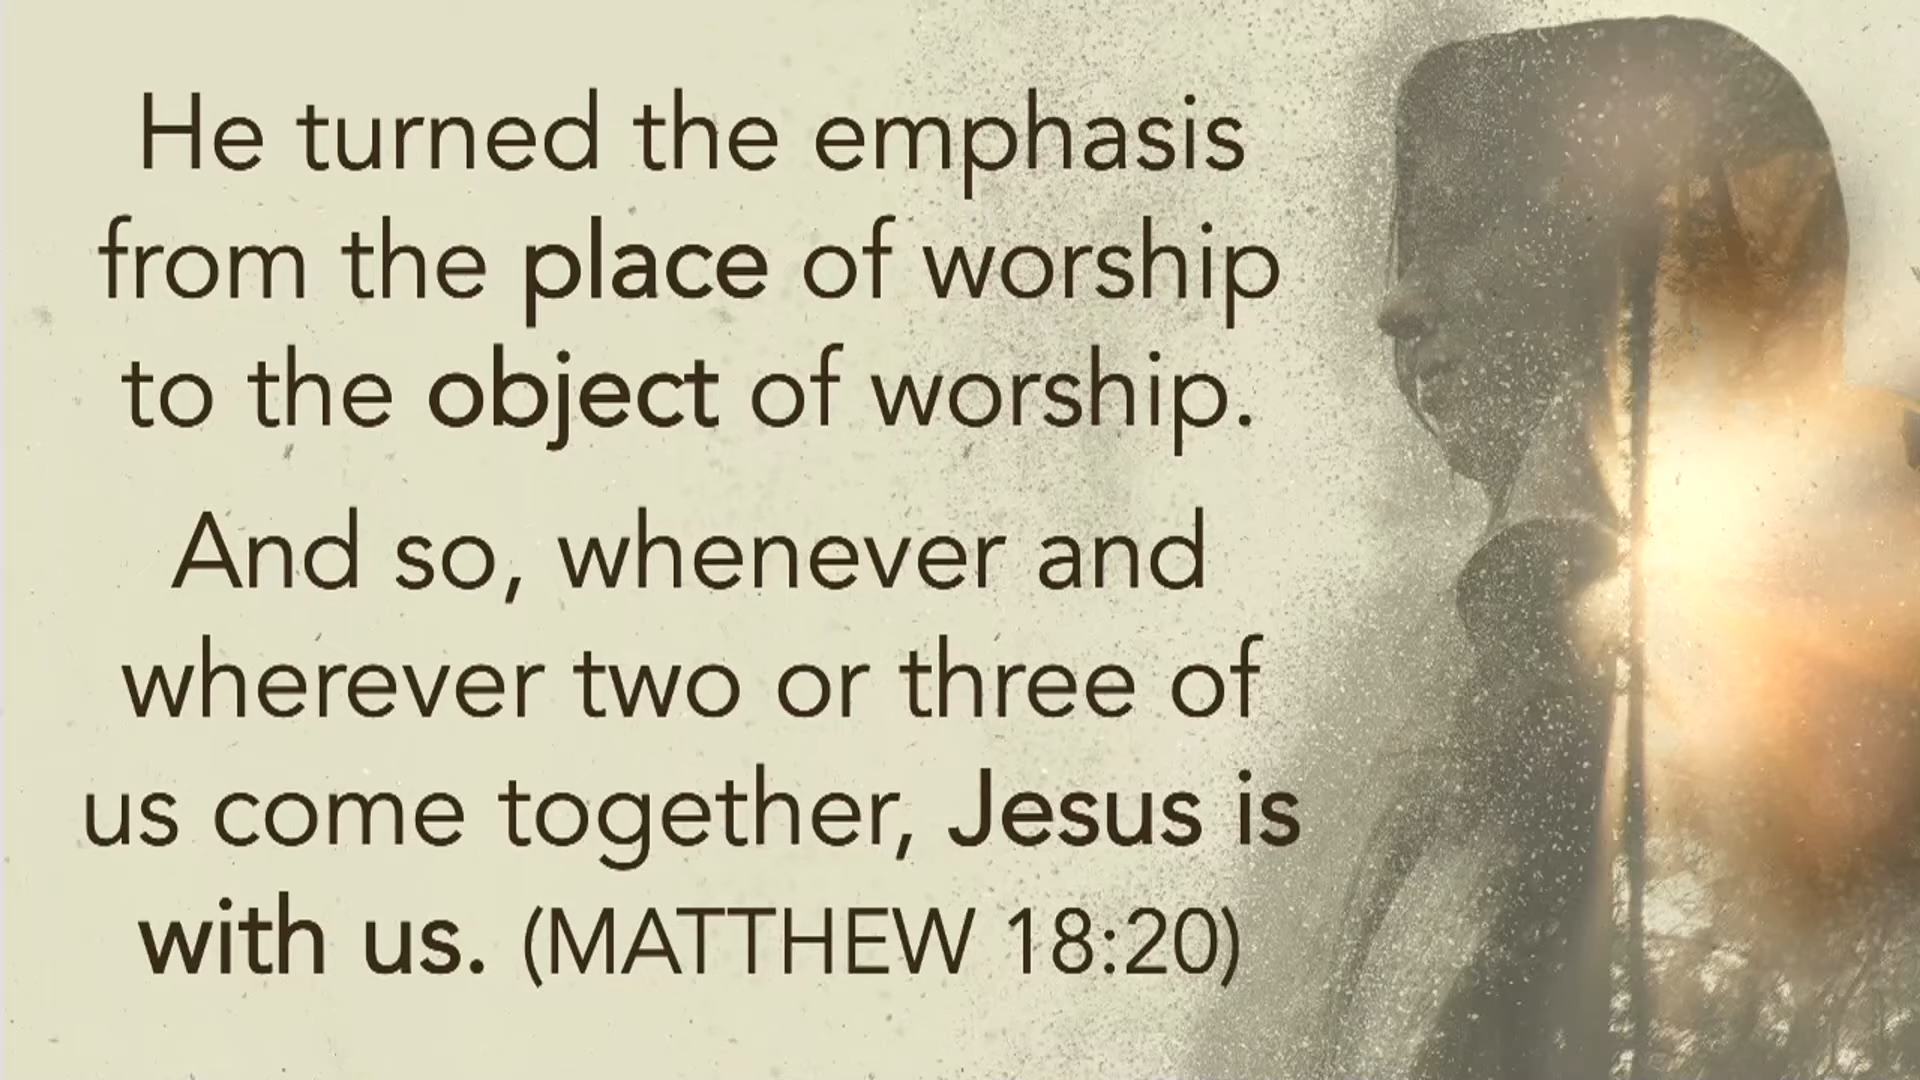 He turned the emphasis
from the place of worship
to the object of worship.
And so, whenever and
wherever two or three of
us come together, Jesus is
with us. (MATTHEW 18:20)